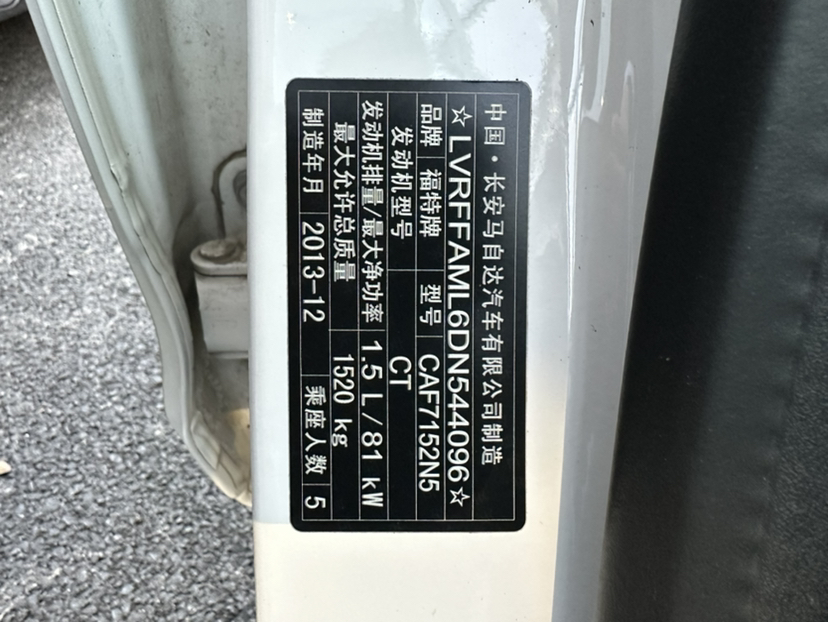 中国·长安马自达汽车有限公司制造
☆LVRFFAML6DN544096☆
品牌 福特牌 型号 CAF7152N5
发动机型号 CT
发动机排量/最大净功率 1.5 L/81 kW
最大允许总质量 1520 kg
制造年月 2013-12 乘座人数 5